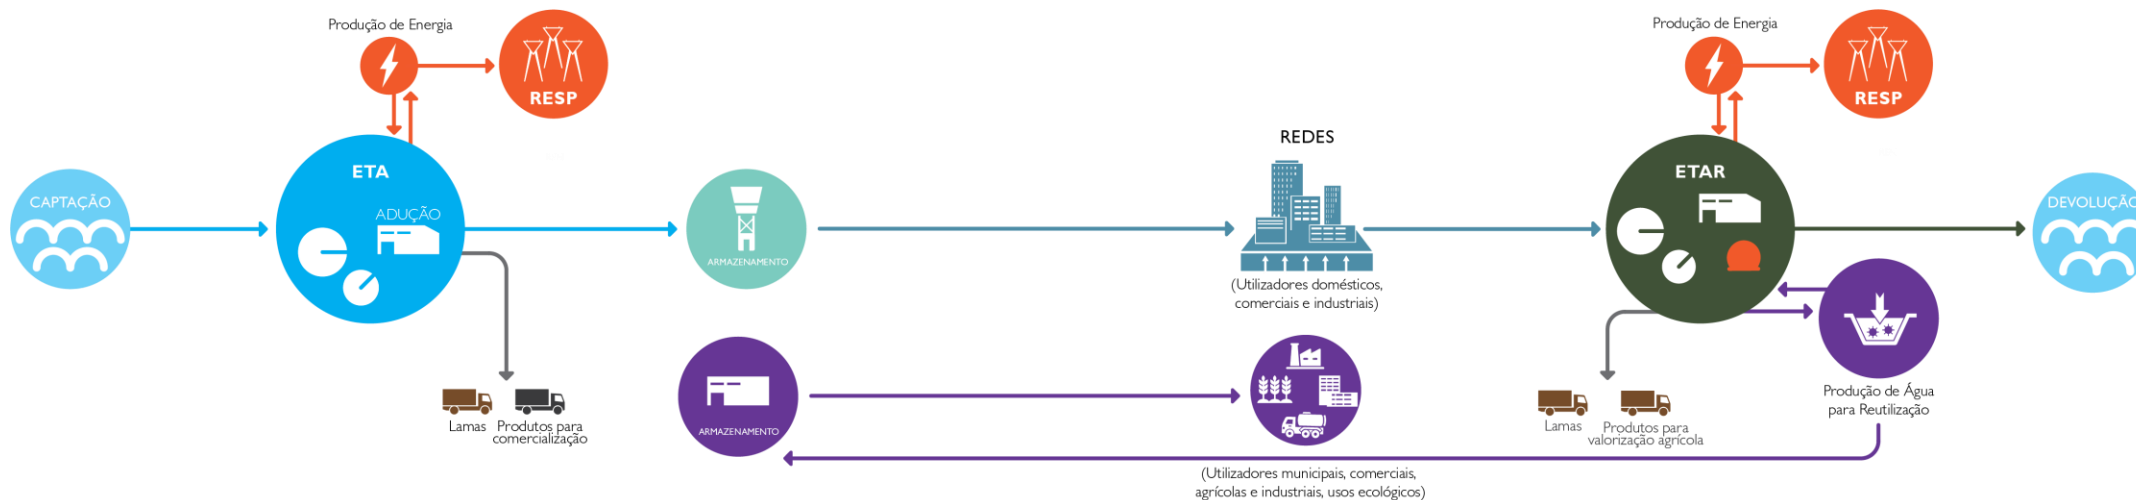 Produção de Energia
RESP
ETA
ADUÇÃO
CAPTAÇÃO
ARMAZENAMENTO
Lamas
Produtos para
comercialização
REDES
(Utilizadores domésticos,
comerciais e industriais)
ARMAZENAMENTO
(Utilizadores municipais, comerciais,
agrícolas e industriais, usos ecológicos)
Produção de Energia
RESP
ETAR
Lamas
Produtos para
valorização agrícola
DEVOLUÇÃO
Produção de Água
para Reutilização